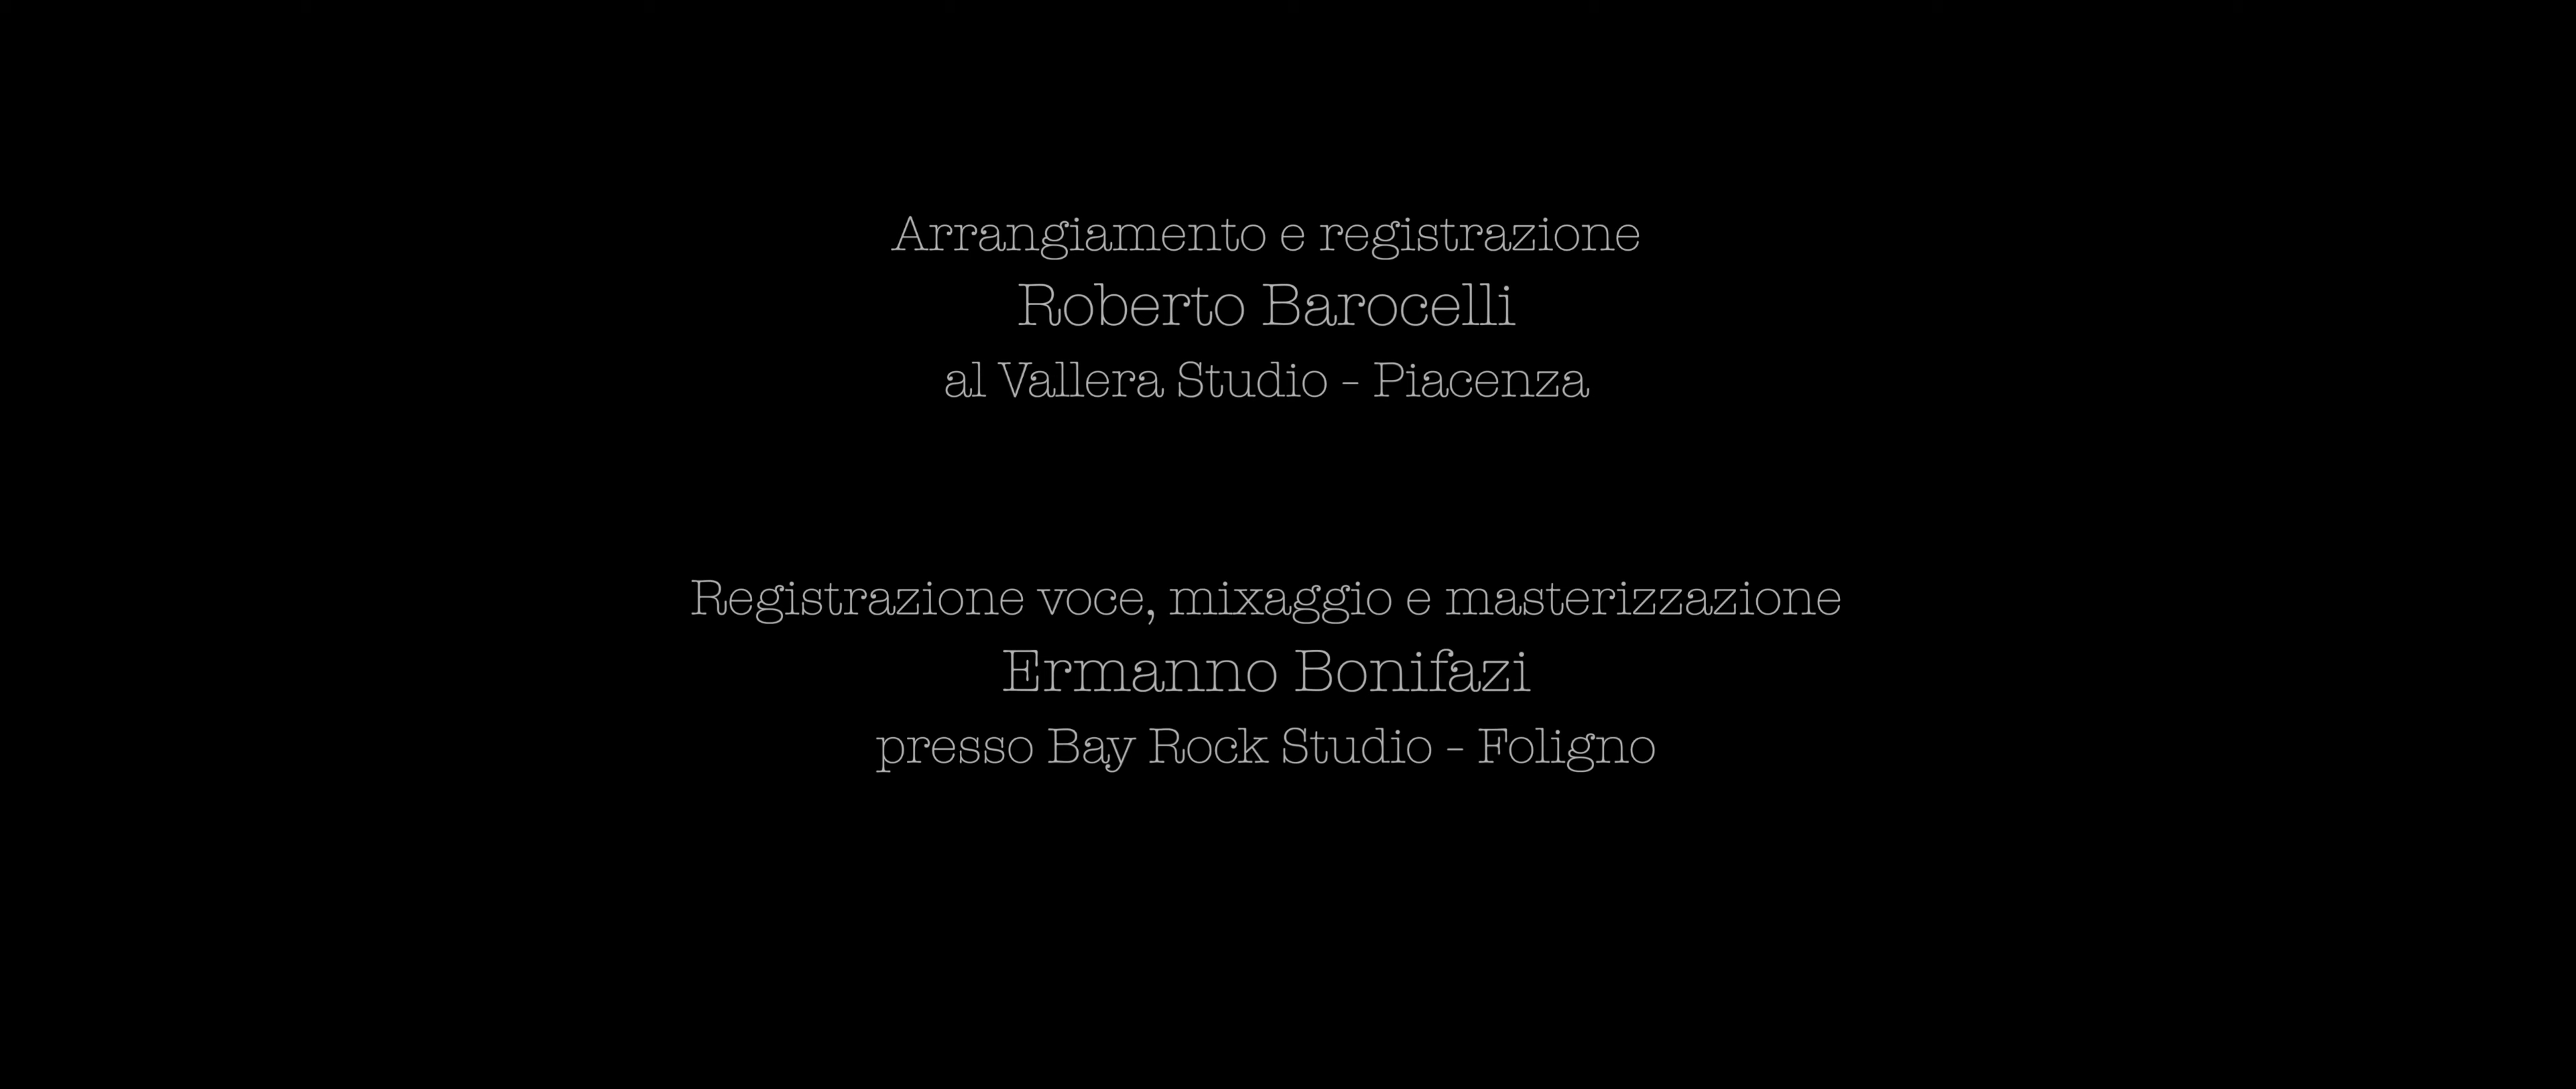 Arrangiamento e registrazione
Roberto Barocelli
al Vallera Studio - Piacenza
Registrazione voce, mixaggio e masterizzazione
Ermanno Bonifazi
presso Bay Rock Studio - Foligno